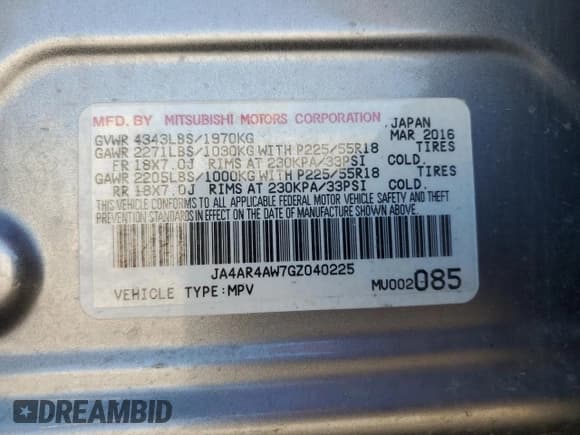 MFD. BY MITSUBISHI MOTORS CORPORATION, JAPAN
GVWR 4343LBS/1970KG MAR 2016
GAWR 2271LBS/1030KG WITH P225/55R18 TIRES
FR 18X7.0J RIMS AT 230KPA/33PSI COLD.
GAWR 2205LBS/1000KG WITH P225/55R18 TIRES
RR 18X7.0J RIMS AT 230KPA/33PSI COLD.
THIS VEHICLE CONFORMS TO ALL APPLICABLE FEDERAL MOTOR VEHICLE SAFETY AND THEFT
PREVENTION STANDARDS IN EFFECT ON THE DATE OF MANUFACTURE SHOWN ABOVE.
JA4AR4AW7GZ040225
VEHICLE TYPE:MPV MU002085
DREAMBID